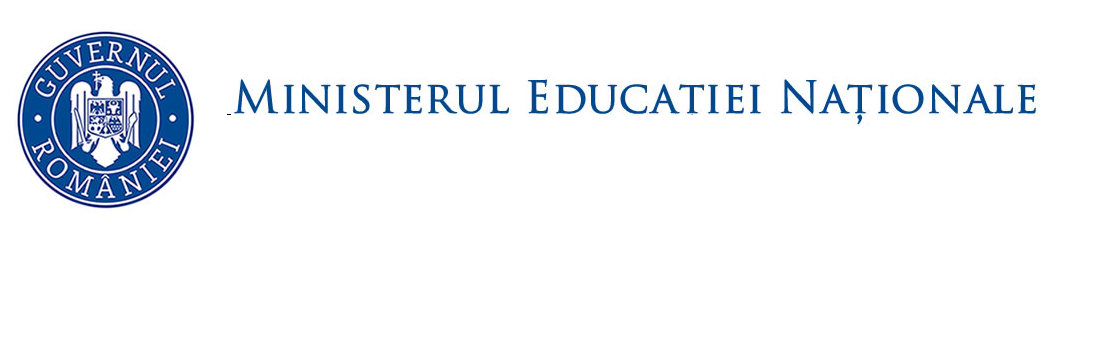 GUVERNUL
ROMÂNIEI
MINISTERUL EDUCATIEI NAȚIONALE